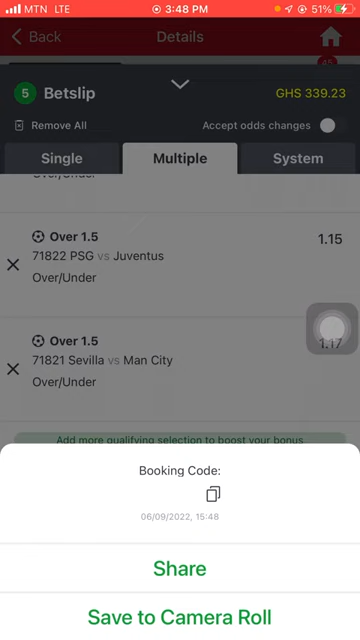 MTN LTE 3:48 PM 51%
Back Details
5 Betslip GHS 339.23
Remove All Accept odds changes
Single Multiple System
Over/Under
Over 1.5 1.15
71822 PSG vs Juventus
Over/Under
Over 1.5 1.17
71821 Sevilla vs Man City
Over/Under
Add more qualifying selection to boost your bonus
Booking Code:
06/09/2022, 15:48
Share
Save to Camera Roll